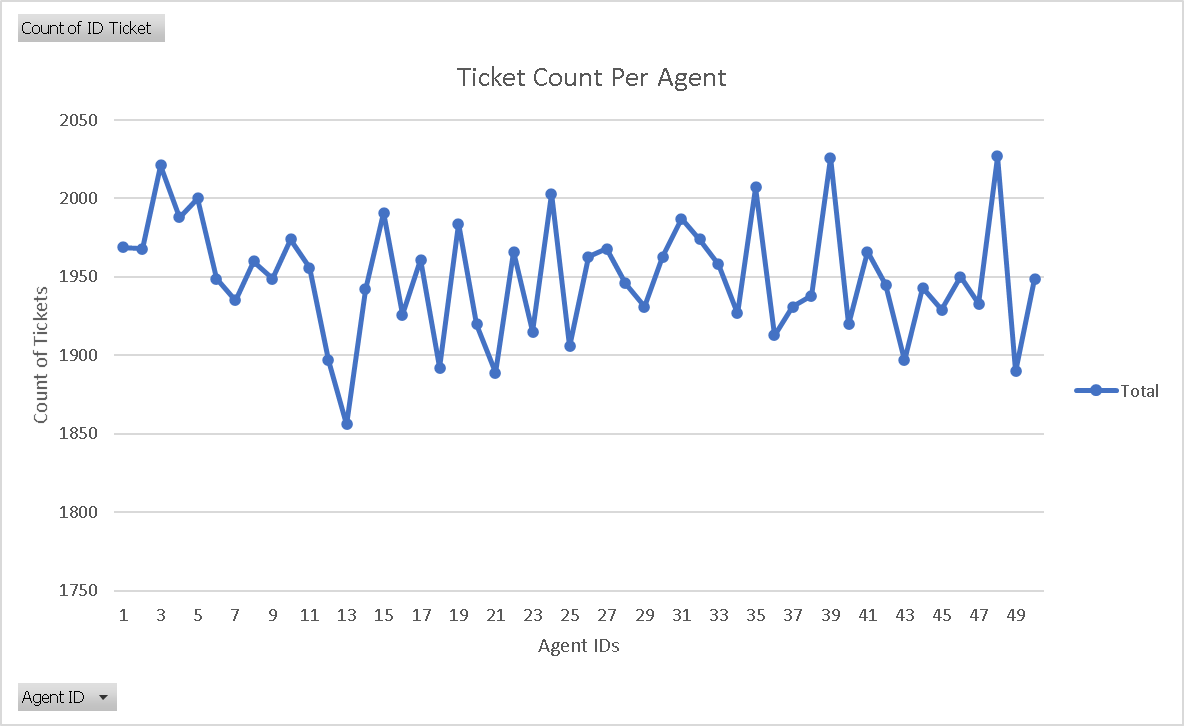 Count of ID Ticket
Ticket Count Per Agent
2050
2000
1950
1900
1850
1800
1750
Count of Tickets
1 3 5 7 9 11 13 15 17 19 21 23 25 27 29 31 33 35 37 39 41 43 45 47 49
Agent IDs
Total
Agent ID